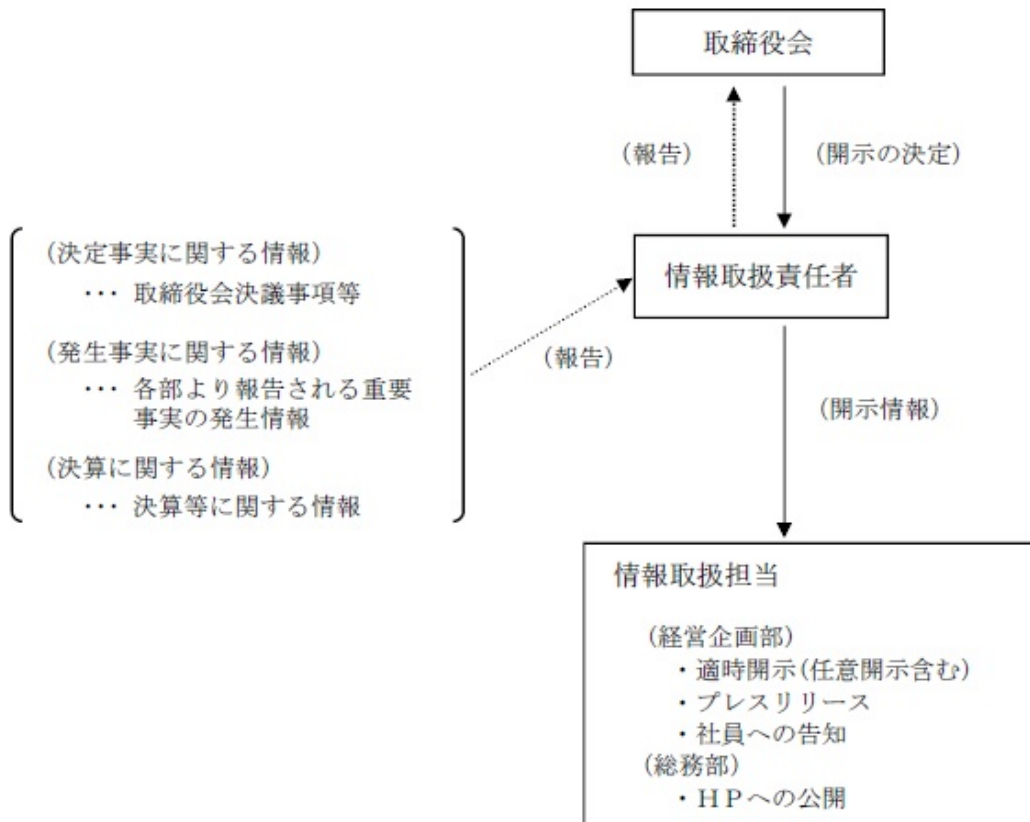 取締役会
(報告)
(開示の決定)
(決定事実に関する情報)
･･･ 取締役会決議事項等
(発生事実に関する情報)
･･･ 各部より報告される重要
事実の発生情報
(決算に関する情報)
･･･ 決算等に関する情報
(報告)
情報取扱責任者
(開示情報)
情報取扱担当
(経営企画部)
・適時開示(任意開示含む)
・プレスリリース
・社員への告知
(総務部)
・ＨＰへの公開